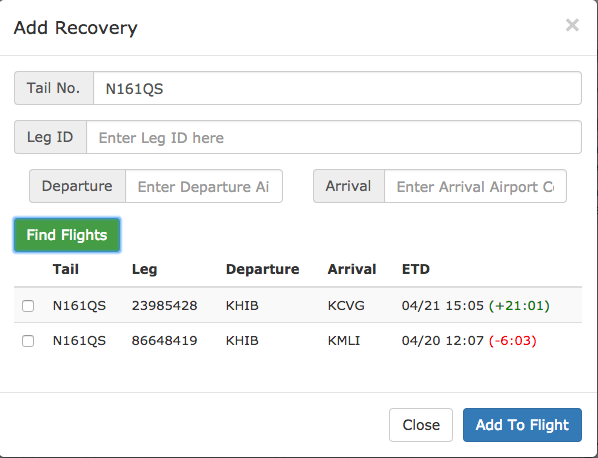 Add Recovery ×
Tail No. N161QS
Leg ID Enter Leg ID here
Departure Enter Departure Ai Arrival Enter Arrival Airport Co
Find Flights
Tail Leg Departure Arrival ETD
N161QS 23985428 KHIB KCVG 04/21 15:05 (+21:01)
N161QS 86648419 KHIB KMLI 04/20 12:07 (-6:03)
Close Add To Flight